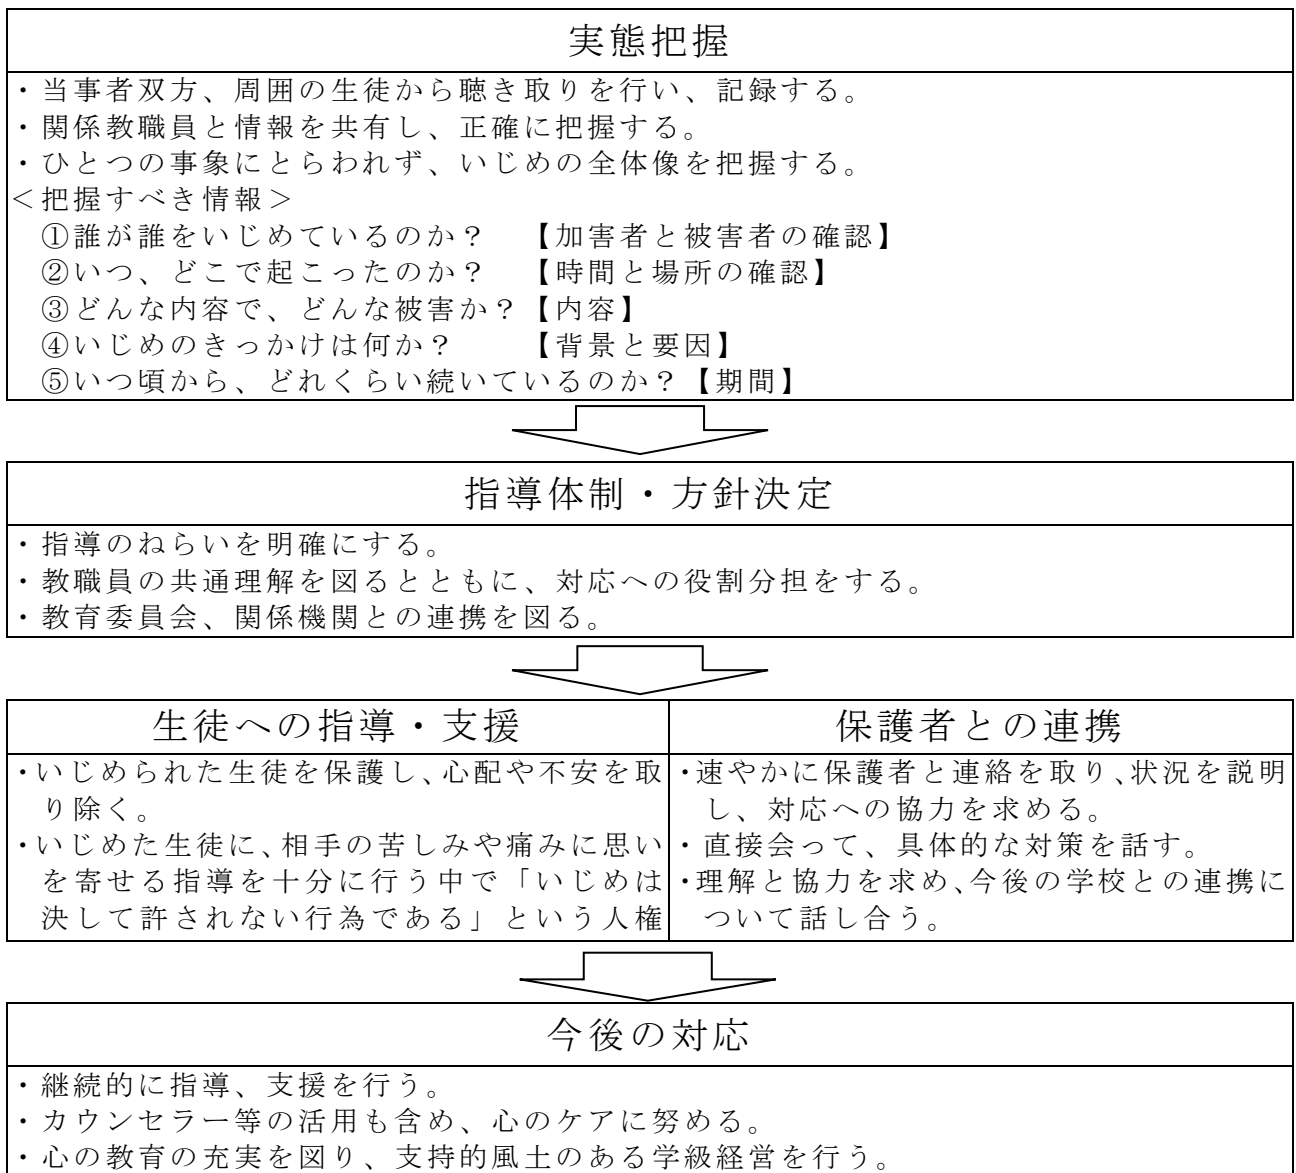 実態把握
・当事者双方、周囲の生徒から聴き取りを行い、記録する。
・関係教職員と情報を共有し、正確に把握する。
・ひとつの事象にとらわれず、いじめの全体像を把握する。
＜把握すべき情報＞
①誰が誰をいじめているのか？　【加害者と被害者の確認】
②いつ、どこで起こったのか？　【時間と場所の確認】
③どんな内容で、どんな被害か？【内容】
④いじめのきっかけは何か？　　【背景と要因】
⑤いつ頃から、どれくらい続いているのか？【期間】
指導体制・方針決定
・指導のねらいを明確にする。
・教職員の共通理解を図るとともに、対応への役割分担をする。
・教育委員会、関係機関との連携を図る。
生徒への指導・支援
・いじめられた生徒を保護し、心配や不安を取
り除く。
・いじめた生徒に、相手の苦しみや痛みに思い
を寄せる指導を十分に行う中で「いじめは
決して許されない行為である」という人権
保護者との連携
・速やかに保護者と連絡を取り、状況を説明
し、対応への協力を求める。
・直接会って、具体的な対策を話す。
・理解と協力を求め、今後の学校との連携に
ついて話し合う。
今後の対応
・継続的に指導、支援を行う。
・カウンセラー等の活用も含め、心のケアに努める。
・心の教育の充実を図り、支持的風土のある学級経営を行う。